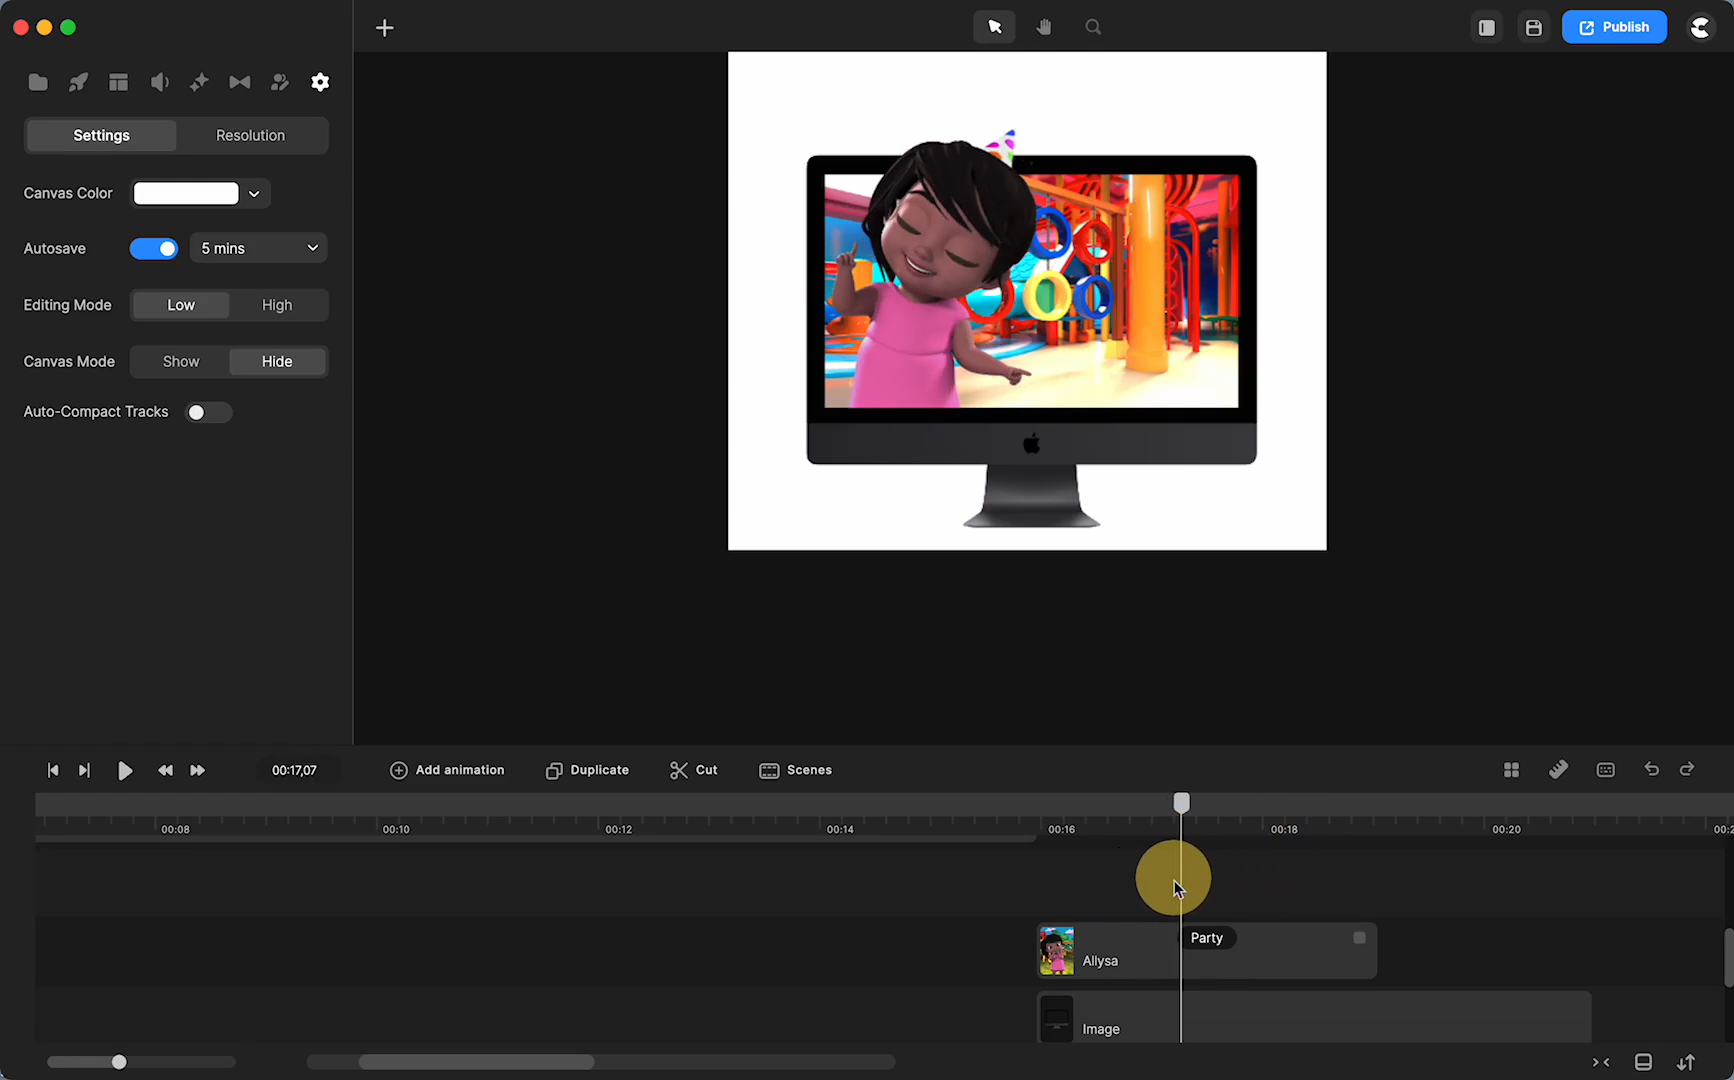 Publish
Settings
Resolution
Canvas Color
Autosave
5 mins
Editing Mode
Low
High
Canvas Mode
Show
Hide
Auto-Compact Tracks
00:17,07
Add animation
Duplicate
Cut
Scenes
00:08
00:10
00:12
00:14
00:16
00:18
00:20
Party
Allysa
Image